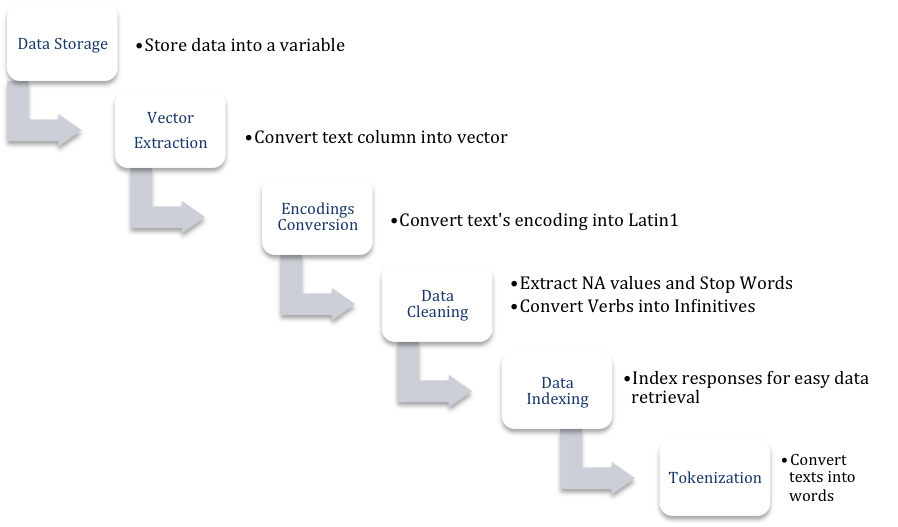 Data Storage
•Store data into a variable
Vector
Extraction
•Convert text column into vector
Encodings
Conversion
•Convert text's encoding into Latin1
Data
Cleaning
•Extract NA values and Stop Words
•Convert Verbs into Infinitives
Data
Indexing
•Index responses for easy data
retrieval
Tokenization
•Convert
texts into
words